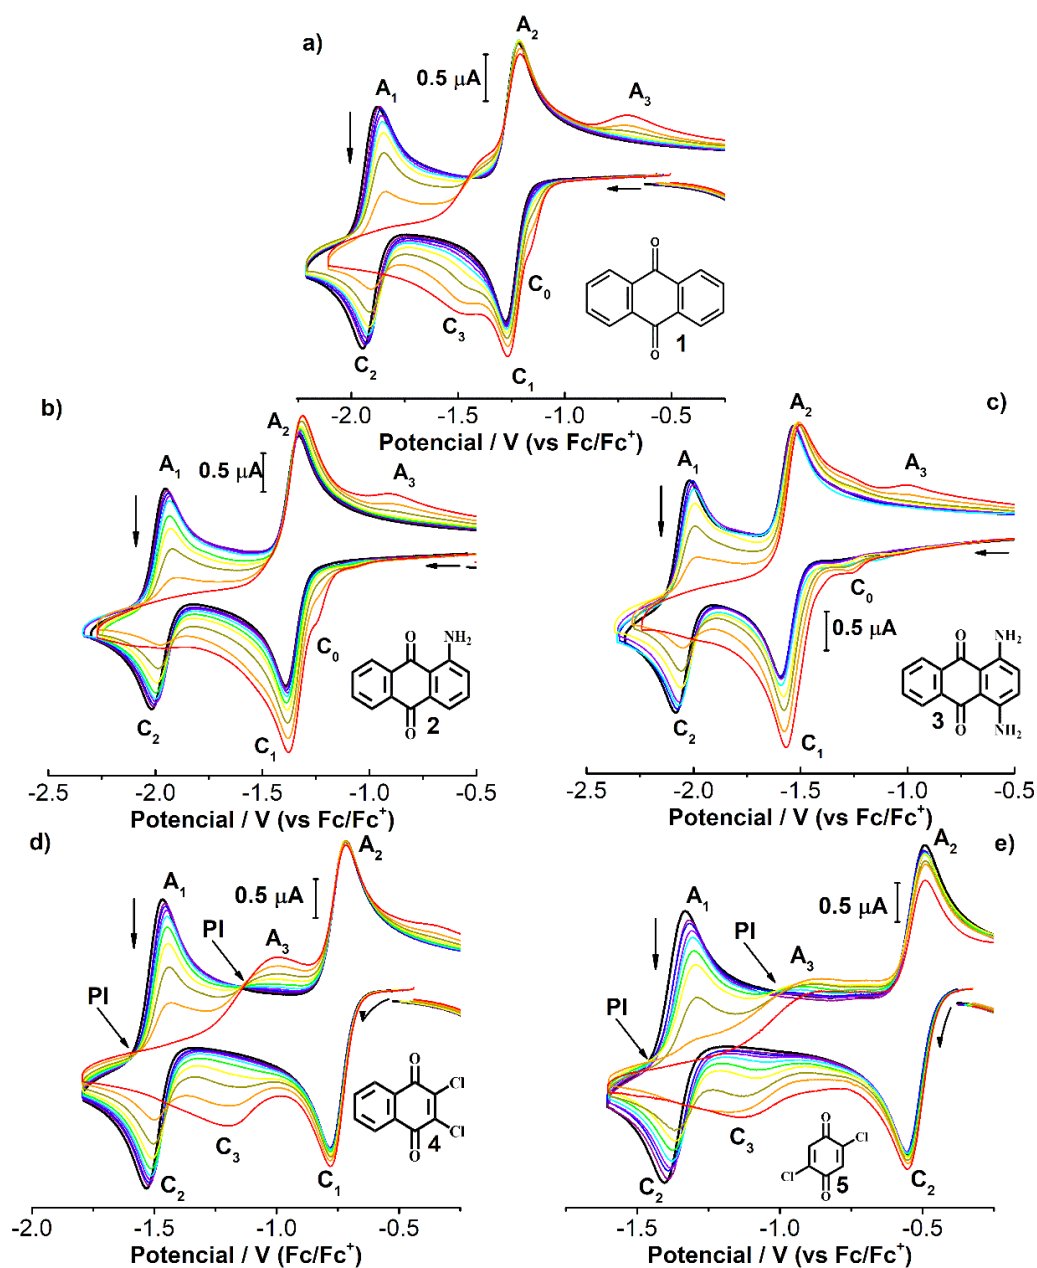 a)
A₂
0.5 µA
A₁
A₃
O
C₀
C₃
O
1
C₂
C₁
-2.0 -1.5 -1.0 -0.5
Potencial / V (vs Fc/Fc⁺)
b)
A₂
0.5 µA
A₁
A₃
O NH₂
C₀
O
2
C₂
C₁
-2.5 -2.0 -1.5 -1.0 -0.5
Potencial / V (vs Fc/Fc⁺)
c)
A₂
A₁
A₃
C₀
0.5 µA
O NH₂
O NH₂
3
C₂
C₁
-2.5 -2.0 -1.5 -1.0 -0.5
Potencial / V (vs Fc/Fc⁺)
d)
A₂
A₁
0.5 µA
PI
A₃
PI
O
Cl
Cl
O
4
C₃
C₂
C₁
-2.0 -1.5 -1.0 -0.5
Potencial / V (Fc/Fc⁺)
e)
A₂
A₁
0.5 µA
PI
A₃
PI
O
Cl
Cl
O
5
C₃
C₂
C₂
-1.5 -1.0 -0.5
Potencial / V (vs Fc/Fc⁺)